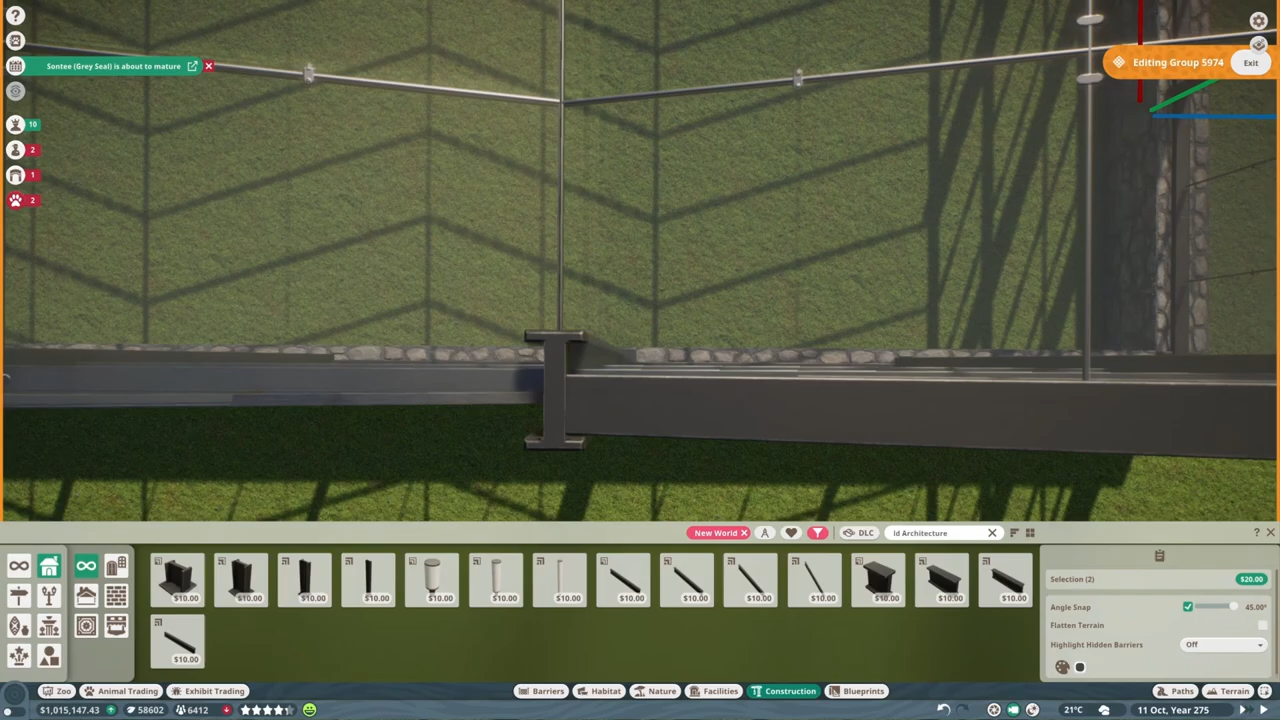 ?
Sontee (Grey Seal) is about to mature
10
2
1
2
Editing Group 5974
Exit
New World
DLC
ld Architecture
?
$10.00 $10.00 $10.00 $10.00 $10.00 $10.00 $10.00 $10.00 $10.00 $10.00 $10.00 $10.00 $10.00 $10.00
$10.00
Selection (2)
$20.00
Angle Snap
45.00°
Flatten Terrain
Highlight Hidden Barriers
Off
Zoo
Animal Trading
Exhibit Trading
Barriers
Habitat
Nature
Facilities
Construction
Blueprints
Paths
Terrain
$1,015,147.43
58602
6412
21°C
11 Oct, Year 275